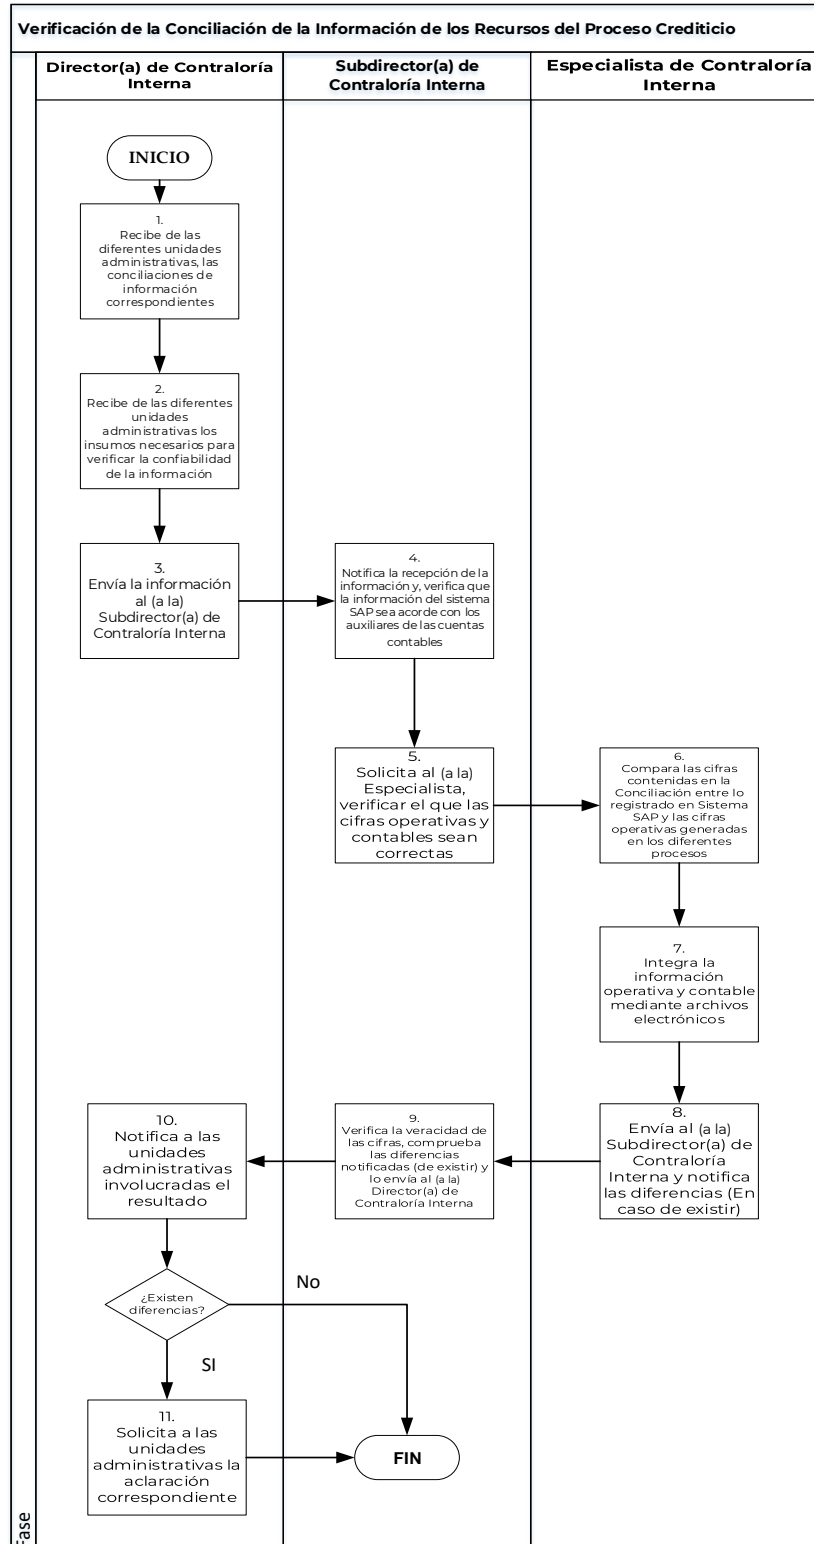 Verificación de la Conciliación de la Información de los Recursos del Proceso Crediticio
Director(a) de Contraloría
Interna
Subdirector(a) de
Contraloría Interna
Especialista de Contraloría
Interna
INICIO
1.
Recibe de las
diferentes unidades
administrativas, las
conciliaciones de
información
correspondientes
2.
Recibe de las diferentes
unidades
administrativas los
insumos necesarios para
verificar la confiabilidad
de la información
3.
Envía la información
al (a la)
Subdirector(a) de
Contraloría Interna
4.
Notifica la recepción de la
información y, verifica que
la información del sistema
SAP sea acorde con los
auxiliares de las cuentas
contables
5.
Solicita al (a la)
Especialista,
verificar el que las
cifras operativas y
contables sean
correctas
6.
Compara las cifras
contenidas en la
Conciliación entre lo
registrado en Sistema
SAP y las cifras
operativas generadas
en los diferentes
procesos
7.
Integra la
información
operativa y contable
mediante archivos
electrónicos
8.
Envía al (a la)
Subdirector(a) de
Contraloría
Interna y notifica
las diferencias (En
caso de existir)
9.
Verifica la veracidad de
las cifras, comprueba
las diferencias
notificadas (de existir) y
lo envía al (a la)
Director(a) de
Contraloría Interna
10.
Notifica a las
unidades
administrativas
involucradas el
resultado
¿Existen
diferencias?
No
SI
11.
Solicita a las
unidades
administrativas la
aclaración
correspondiente
FIN
Fase